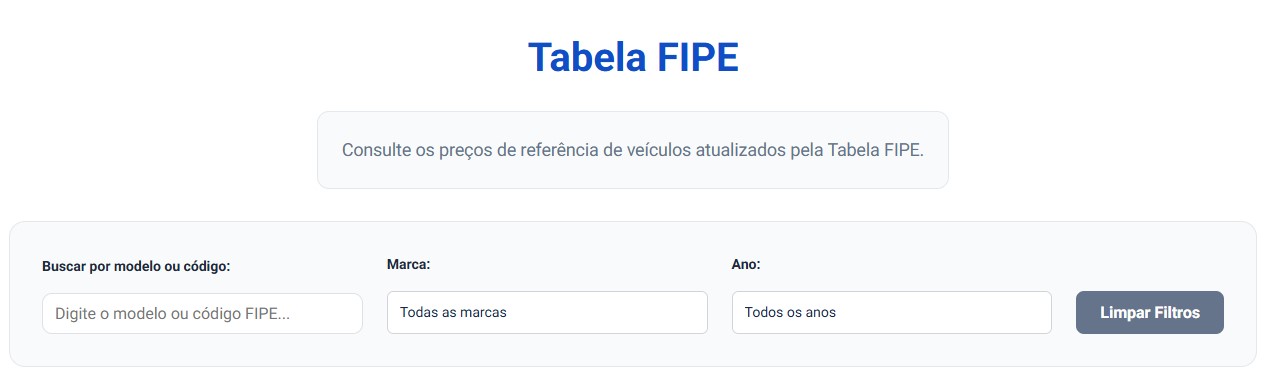 Tabela FIPE
Consulte os preços de referência de veículos atualizados pela Tabela FIPE.
Buscar por modelo ou código:
Digite o modelo ou código FIPE...
Marca:
Todas as marcas
Ano:
Todos os anos
Limpar Filtros